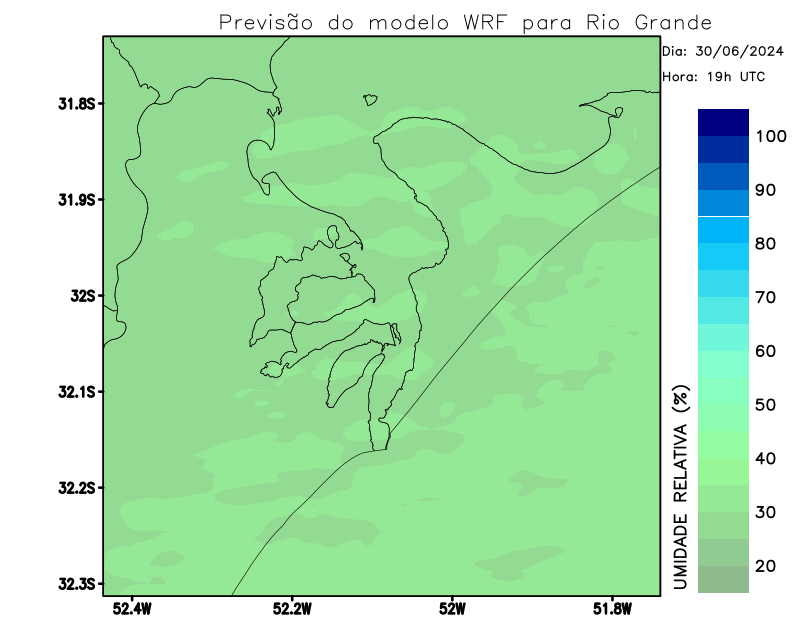 Previsão do modelo WRF para Rio Grande
Dia: 30/06/2024
Hora: 19h UTC
31.8S
31.9S
32S
32.1S
32.2S
32.3S
52.4W
52.2W
52W
51.8W
UMIDADE RELATIVA (%)
100
90
80
70
60
50
40
30
20